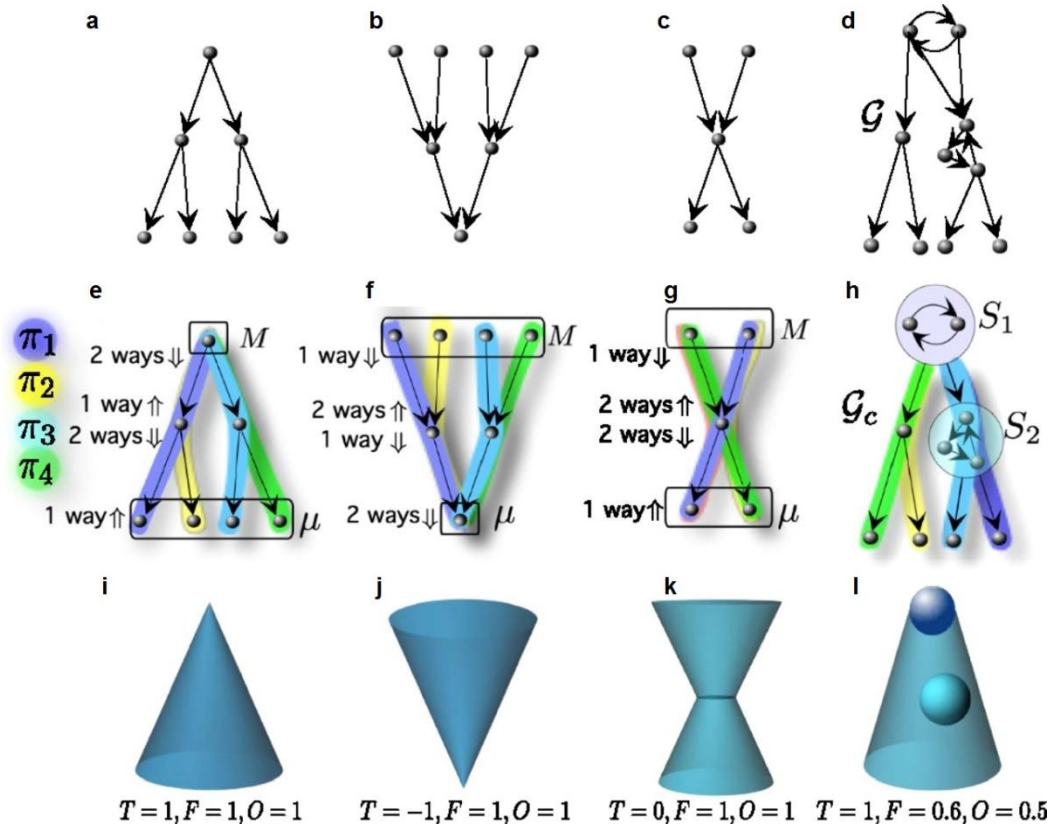 a
b
c
d
𝒢
e
f
g
h
π₁
π₂
π₃
π₄
M
2 ways⇓
1 way⇑
2 ways⇓
1 way⇑
μ
M
1 way⇓
2 ways⇑
1 way⇓
2 ways⇓
μ
M
1 way⇓
2 ways⇑
2 ways⇓
1 way⇑
μ
S₁
𝒢c
S₂
i
j
k
l
T = 1, F = 1, O = 1
T = −1, F = 1, O = 1
T = 0, F = 1, O = 1
T = 1, F = 0.6, O = 0.5